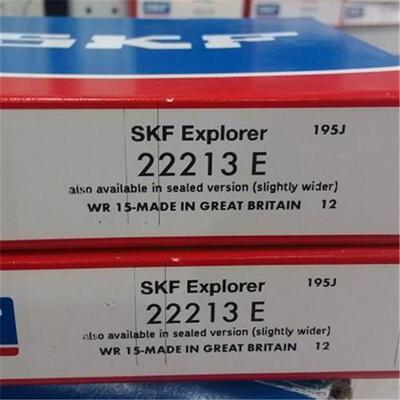 SKF
SKF Explorer 195J
22213 E
also available in sealed version (slightly wider)
WR 15-MADE IN GREAT BRITAIN 12
SKF Explorer 195J
22213 E
also available in sealed version (slightly wider)
WR 15-MADE IN GREAT BRITAIN 12